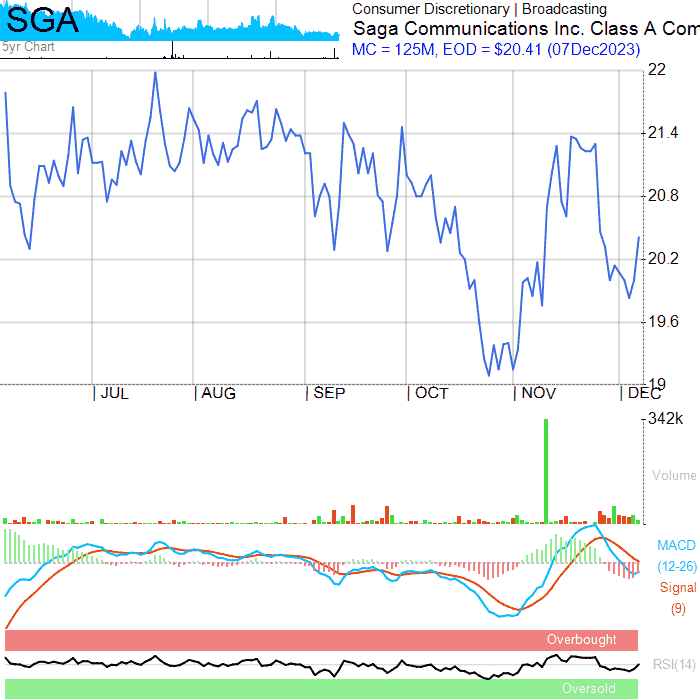 SGA
5yr Chart
Consumer Discretionary | Broadcasting
Saga Communications Inc. Class A Com
MC = 125M, EOD = $20.41 (07Dec2023)
22
21.4
20.8
20.2
19.6
19
JUL AUG SEP OCT NOV DEC
342k
Volume
MACD
(12-26)
Signal
(9)
Overbought
RSI(14)
Oversold